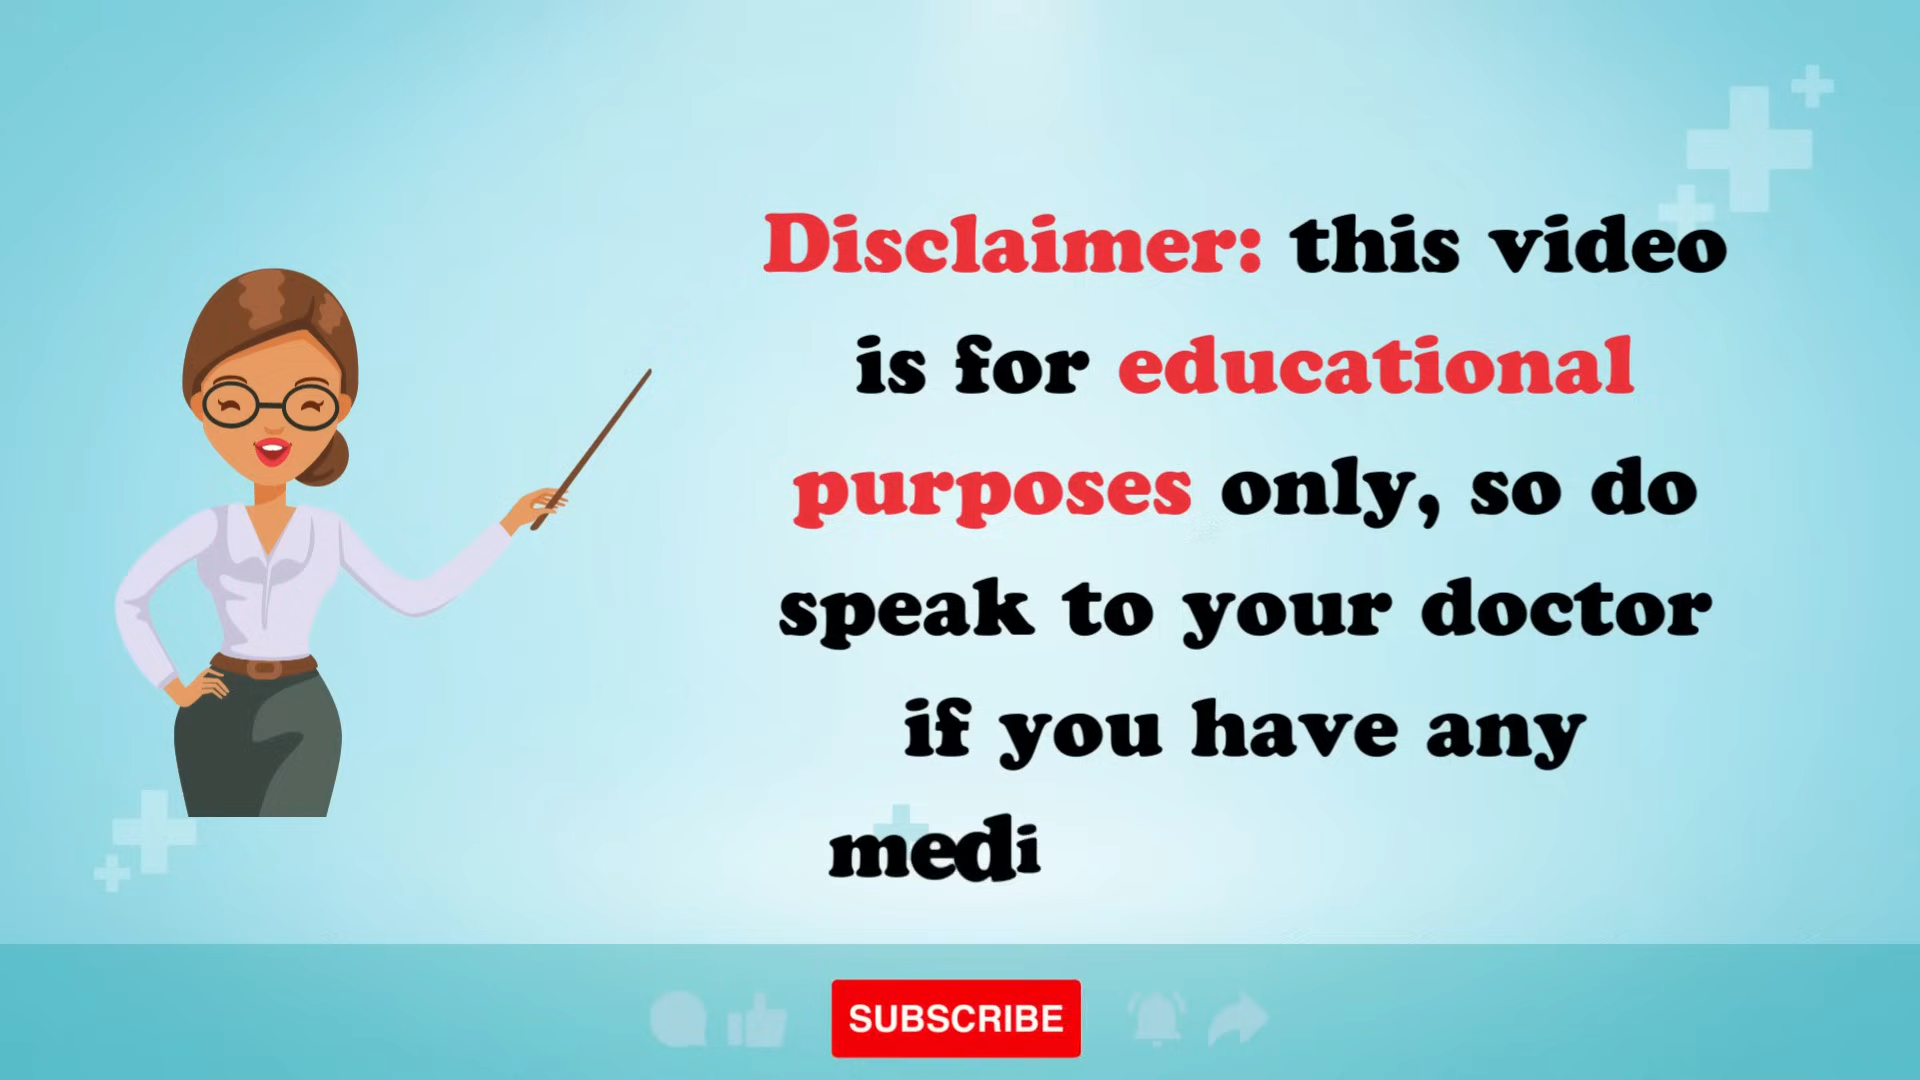 Disclaimer: this video
is for educational
purposes only, so do
speak to your doctor
if you have any
medi
SUBSCRIBE